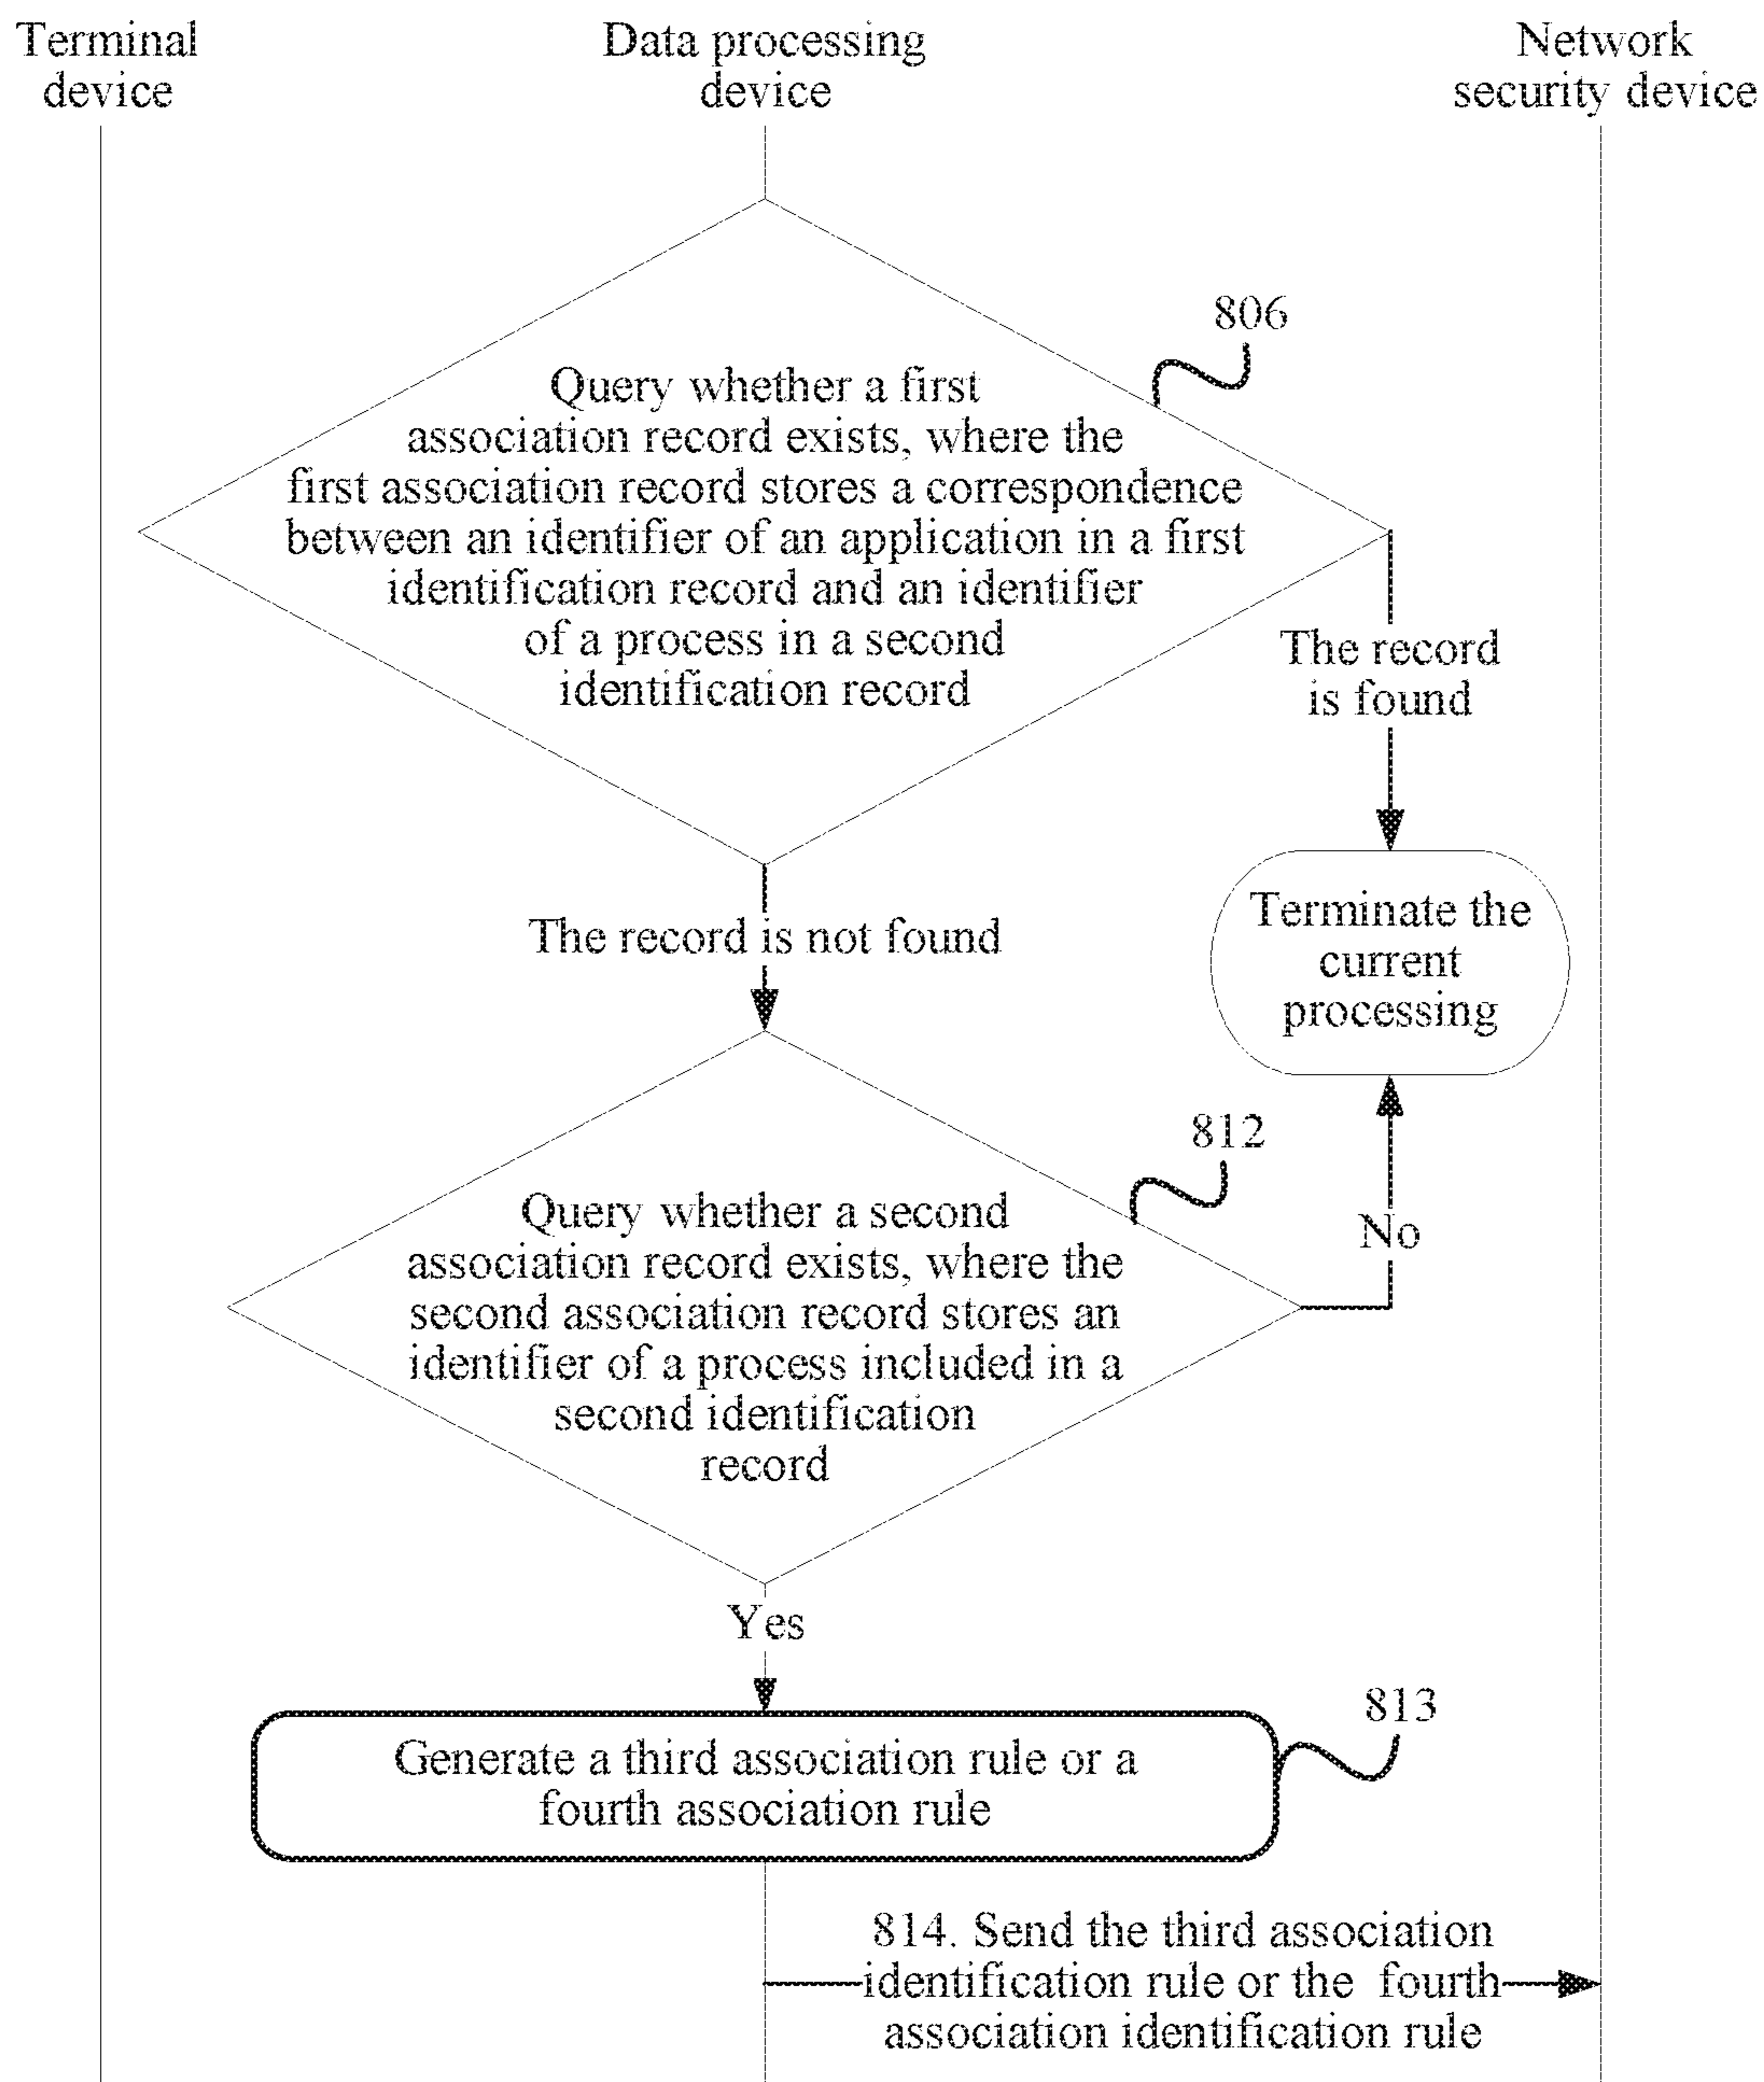 Terminal
device
Data processing
device
Network
security device
806
Query whether a first
association record exists, where the
first association record stores a correspondence
between an identifier of an application in a first
identification record and an identifier
of a process in a second
identification record
The record
is found
The record is not found
Terminate the
current
processing
812
Query whether a second
association record exists, where the
second association record stores an
identifier of a process included in a
second identification
record
No
Yes
813
Generate a third association rule or a
fourth association rule
814. Send the third association
identification rule or the fourth
association identification rule